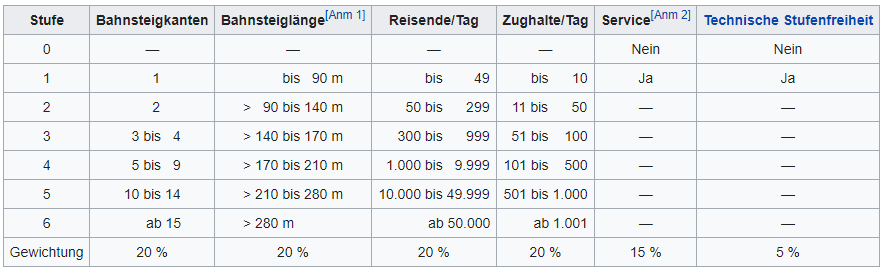 Stufe Bahnsteigkanten Bahnsteiglänge[Anm 1] Reisende/Tag Zughalte/Tag Service[Anm 2] Technische Stufenfreiheit
0 — — — — Nein Nein
1 1 bis 90 m bis 49 bis 10 Ja Ja
2 2 > 90 bis 140 m 50 bis 299 11 bis 50 — —
3 3 bis 4 > 140 bis 170 m 300 bis 999 51 bis 100 — —
4 5 bis 9 > 170 bis 210 m 1.000 bis 9.999 101 bis 500 — —
5 10 bis 14 > 210 bis 280 m 10.000 bis 49.999 501 bis 1.000 — —
6 ab 15 > 280 m ab 50.000 ab 1.001 — —
Gewichtung 20 % 20 % 20 % 20 % 15 % 5 %